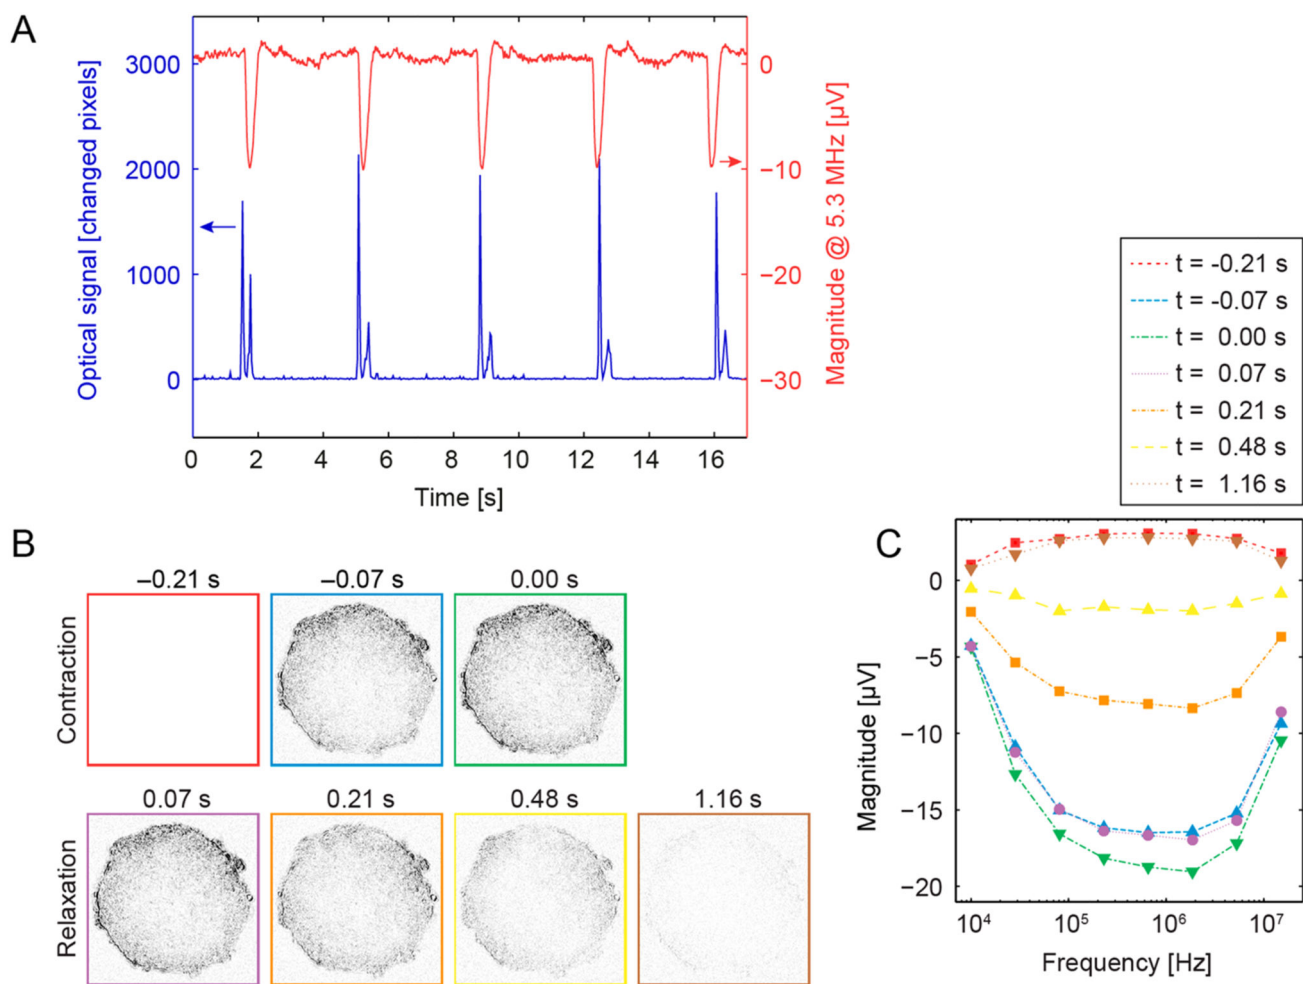 A
3000
2000
1000
0
Optical signal [changed pixels]
0
−10
−20
−30
Magnitude @ 5.3 MHz [µV]
0 2 4 6 8 10 12 14 16
Time [s]
t = -0.21 s
t = -0.07 s
t = 0.00 s
t = 0.07 s
t = 0.21 s
t = 0.48 s
t = 1.16 s
B
−0.21 s −0.07 s 0.00 s
Contraction
0.07 s 0.21 s 0.48 s 1.16 s
Relaxation
C
0
−5
−10
−15
−20
Magnitude [µV]
10⁴ 10⁵ 10⁶ 10⁷
Frequency [Hz]